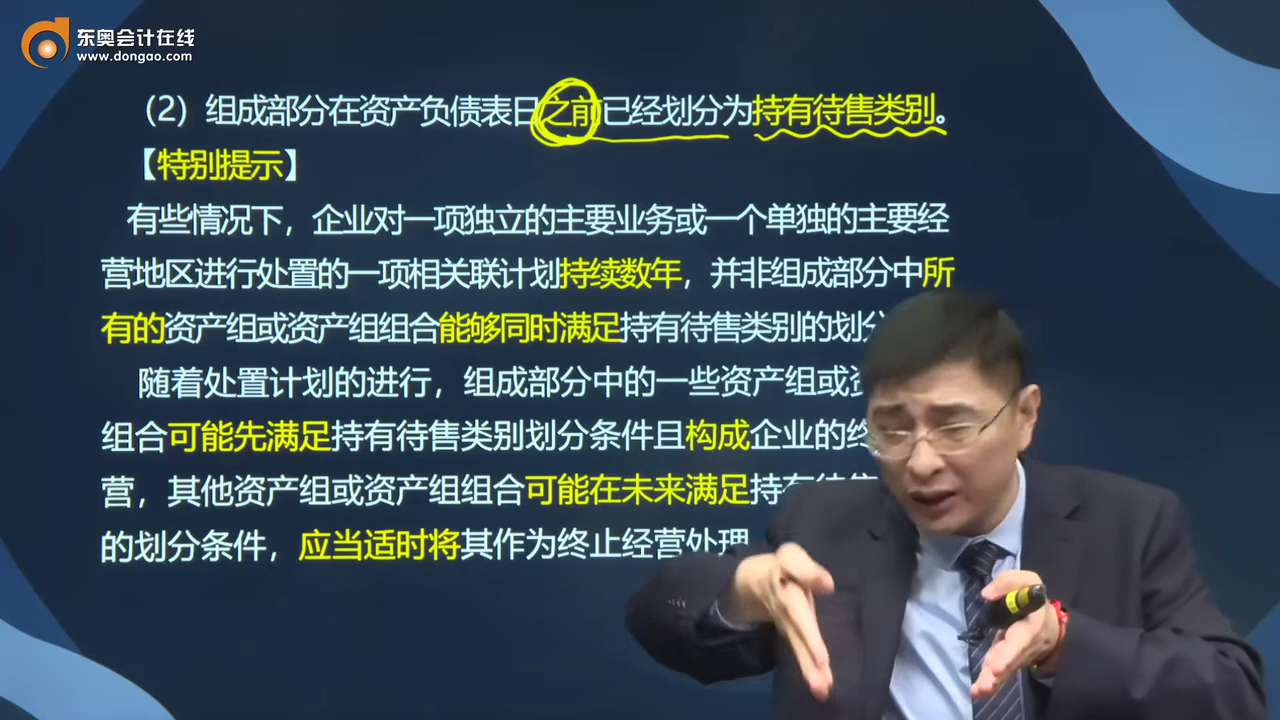 东奥会计在线
www.dongao.com
（2）组成部分在资产负债表日之前已经划分为持有待售类别。
【特别提示】
有些情况下，企业对一项独立的主要业务或一个单独的主要经
营地区进行处置的一项相关联计划持续数年，并非组成部分中所
有的资产组或资产组组合能够同时满足持有待售类别的划分
随着处置计划的进行，组成部分中的一些资产组或资
组合可能先满足持有待售类别划分条件且构成企业的终
营，其他资产组或资产组组合可能在未来满足持有待售
的划分条件，应当适时将其作为终止经营处理